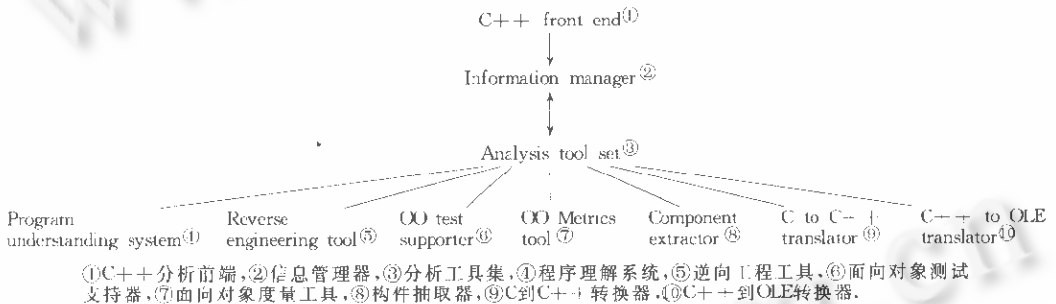 C++ front end①
Information manager②
Analysis tool set③
Program understanding system④
Reverse engineering tool⑤
OO test supporter⑥
OO Metrics tool⑦
Component extractor⑧
C to C++ translator⑨
C++ to OLE translator⑩
①C++分析前端,②信息管理器,③分析工具集,④程序理解系统,⑤逆向工程工具,⑥面向对象测试
支持器,⑦面向对象度量工具,⑧构件抽取器,⑨C到C++转换器,⑩C++到OLE转换器.